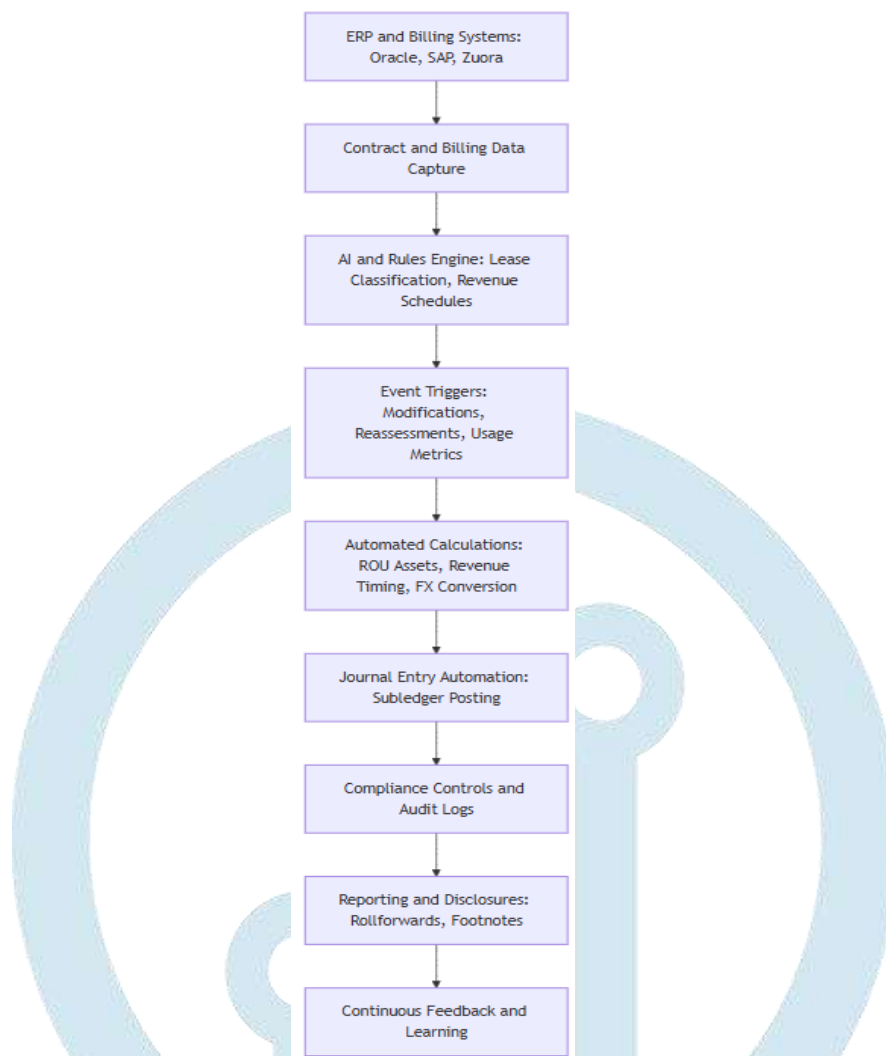 ERP and Billing Systems:
Oracle, SAP, Zuora
Contract and Billing Data
Capture
AI and Rules Engine: Lease
Classification, Revenue
Schedules
Event Triggers:
Modifications,
Reassessments, Usage
Metrics
Automated Calculations:
ROU Assets, Revenue
Timing, FX Conversion
Journal Entry Automation:
Subledger Posting
Compliance Controls and
Audit Logs
Reporting and Disclosures:
Rollforwards, Footnotes
Continuous Feedback and
Learning